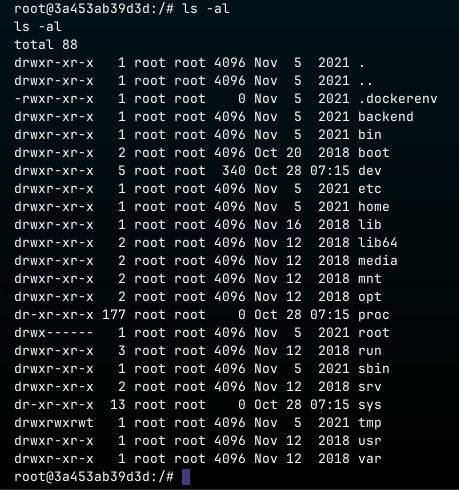 root@3a453ab39d3d:/# ls -al
ls -al
total 88
drwxr-xr-x   1 root root 4096 Nov  5  2021 .
drwxr-xr-x   1 root root 4096 Nov  5  2021 ..
-rwxr-xr-x   1 root root    0 Nov  5  2021 .dockerenv
drwxr-xr-x   1 root root 4096 Nov  5  2021 backend
drwxr-xr-x   1 root root 4096 Nov  5  2021 bin
drwxr-xr-x   2 root root 4096 Oct 20  2018 boot
drwxr-xr-x   5 root root  340 Oct 28 07:15 dev
drwxr-xr-x   1 root root 4096 Nov  5  2021 etc
drwxr-xr-x   1 root root 4096 Nov  5  2021 home
drwxr-xr-x   1 root root 4096 Nov 16  2018 lib
drwxr-xr-x   2 root root 4096 Nov 12  2018 lib64
drwxr-xr-x   2 root root 4096 Nov 12  2018 media
drwxr-xr-x   2 root root 4096 Nov 12  2018 mnt
drwxr-xr-x   2 root root 4096 Nov 12  2018 opt
dr-xr-xr-x 177 root root    0 Oct 28 07:15 proc
drwx------   1 root root 4096 Nov  5  2021 root
drwxr-xr-x   3 root root 4096 Nov 12  2018 run
drwxr-xr-x   1 root root 4096 Nov  5  2021 sbin
drwxr-xr-x   2 root root 4096 Nov 12  2018 srv
dr-xr-xr-x  13 root root    0 Oct 28 07:15 sys
drwxrwxrwt   1 root root 4096 Nov  5  2021 tmp
drwxr-xr-x   1 root root 4096 Nov 12  2018 usr
drwxr-xr-x   1 root root 4096 Nov 12  2018 var
root@3a453ab39d3d:/#